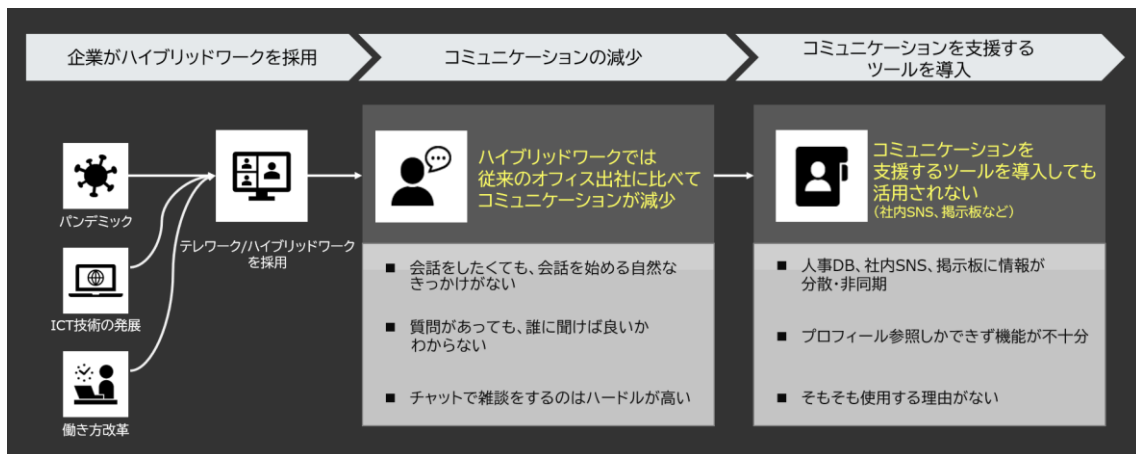 企業がハイブリッドワークを採用
コミュニケーションの減少
コミュニケーションを支援する
ツールを導入
パンデミック
ICT技術の発展
働き方改革
テレワーク/ハイブリッドワーク
を採用
ハイブリッドワークでは
従来のオフィス出社に比べて
コミュニケーションが減少
■ 会話をしたくても、会話を始める自然な
きっかけがない
■ 質問があっても、誰に聞けば良いか
わからない
■ チャットで雑談をするのはハードルが高い
コミュニケーションを
支援するツールを導入しても
活用されない
（社内SNS、掲示板など）
■ 人事DB、社内SNS、掲示板に情報が
分散・非同期
■ プロフィール参照しかできず機能が不十分
■ そもそも使用する理由がない